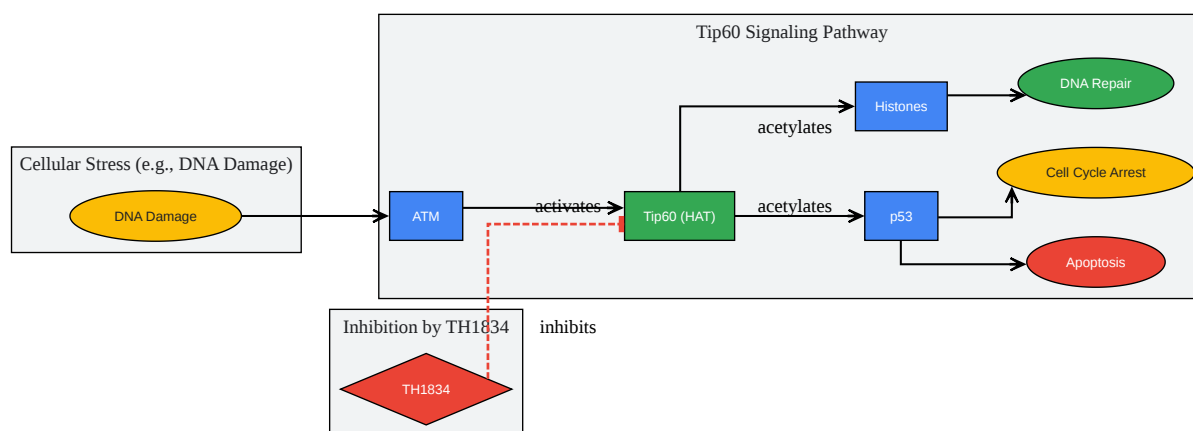 Tip60 Signaling Pathway
DNA Repair
Histones
acetylates
Cellular Stress (e.g., DNA Damage)
Cell Cycle Arrest
DNA Damage
ATM
activates
Tip60 (HAT)
acetylates
p53
Apoptosis
Inhibition by TH1834
inhibits
TH1834